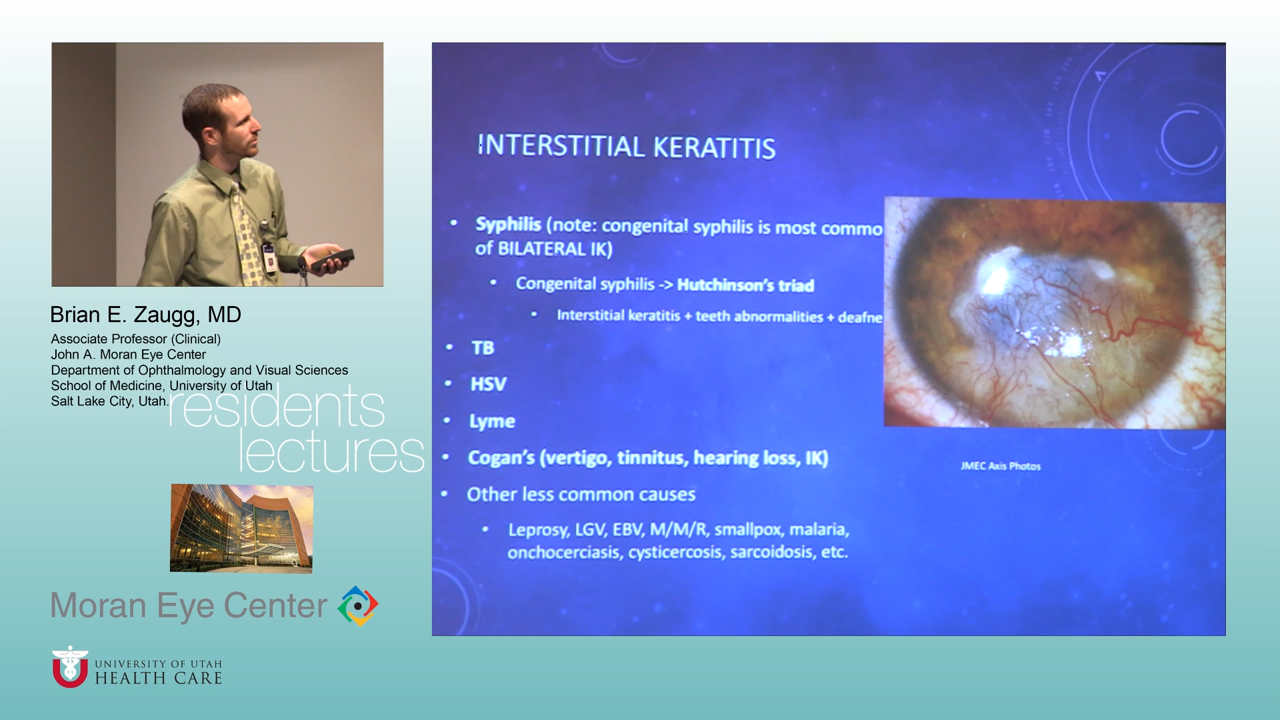 Brian E. Zaugg, MD
Associate Professor (Clinical)
John A. Moran Eye Center
Department of Ophthalmology and Visual Sciences
School of Medicine, University of Utah
Salt Lake City, Utah.
residents
lectures
Moran Eye Center
UNIVERSITY OF UTAH
HEALTH CARE
INTERSTITIAL KERATITIS
• Syphilis (note: congenital syphilis is most commo
of BILATERAL IK)
• Congenital syphilis -> Hutchinson's triad
• Interstitial keratitis + teeth abnormalities + deafne
• TB
• HSV
• Lyme
• Cogan's (vertigo, tinnitus, hearing loss, IK)
• Other less common causes
• Leprosy, LGV, EBV, M/M/R, smallpox, malaria,
onchocerciasis, cysticercosis, sarcoidosis, etc.
JMEC Axis Photos